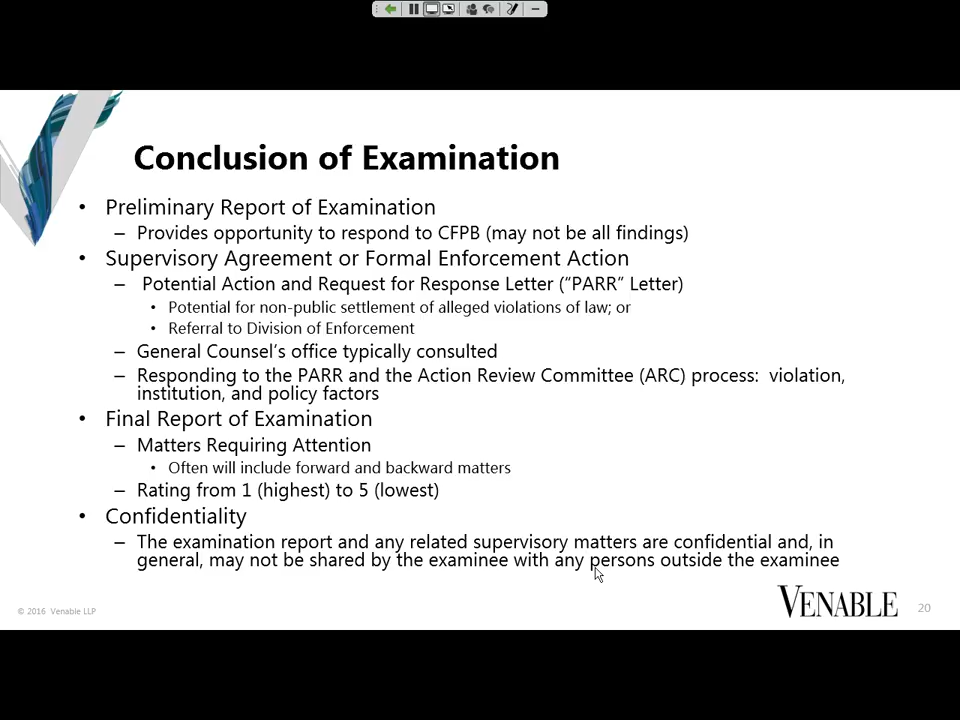 Conclusion of Examination
• Preliminary Report of Examination
– Provides opportunity to respond to CFPB (may not be all findings)
• Supervisory Agreement or Formal Enforcement Action
– Potential Action and Request for Response Letter (“PARR” Letter)
• Potential for non-public settlement of alleged violations of law; or
• Referral to Division of Enforcement
– General Counsel’s office typically consulted
– Responding to the PARR and the Action Review Committee (ARC) process: violation,
institution, and policy factors
• Final Report of Examination
– Matters Requiring Attention
• Often will include forward and backward matters
– Rating from 1 (highest) to 5 (lowest)
• Confidentiality
– The examination report and any related supervisory matters are confidential and, in
general, may not be shared by the examinee with any persons outside the examinee
© 2016 Venable LLP
VENABLE
20